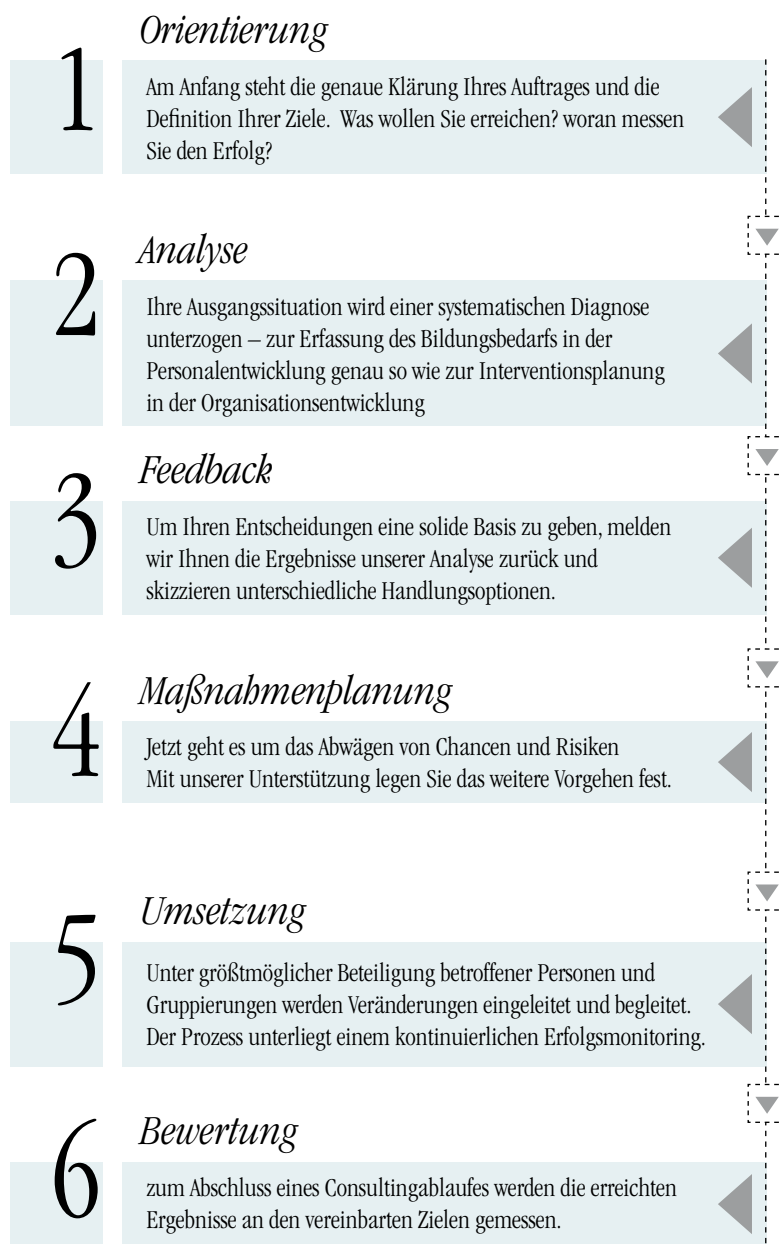 1
Orientierung
Am Anfang steht die genaue Klärung Ihres Auftrages und die
Definition Ihrer Ziele.  Was wollen Sie erreichen? woran messen
Sie den Erfolg?
2
Analyse
Ihre Ausgangssituation wird einer systematischen Diagnose
unterzogen – zur Erfassung des Bildungsbedarfs in der
Personalentwicklung genau so wie zur Interventionsplanung
in der Organisationsentwicklung
3
Feedback
Um Ihren Entscheidungen eine solide Basis zu geben, melden
wir Ihnen die Ergebnisse unserer Analyse zurück und
skizzieren unterschiedliche Handlungsoptionen.
4
Maßnahmenplanung
Jetzt geht es um das Abwägen von Chancen und Risiken
Mit unserer Unterstützung legen Sie das weitere Vorgehen fest.
5
Umsetzung
Unter größtmöglicher Beteiligung betroffener Personen und
Gruppierungen werden Veränderungen eingeleitet und begleitet.
Der Prozess unterliegt einem kontinuierlichen Erfolgsmonitoring.
6
Bewertung
zum Abschluss eines Consultingablaufes werden die erreichten
Ergebnisse an den vereinbarten Zielen gemessen.